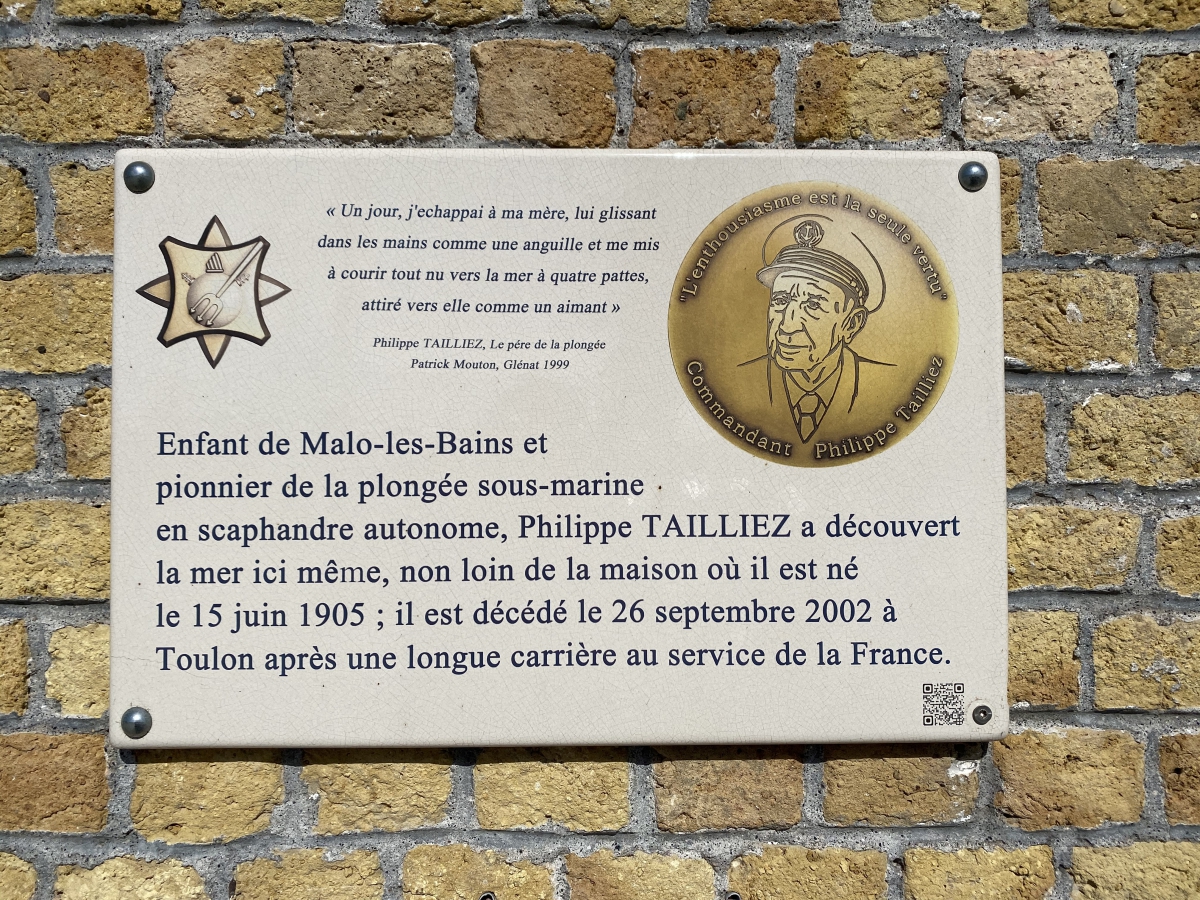 « Un jour, j'echappai à ma mère, lui glissant
dans les mains comme une anguille et me mis
à courir tout nu vers la mer à quatre pattes,
attiré vers elle comme un aimant »
Philippe TAILLIEZ, Le pére de la plongée
Patrick Mouton, Glénat 1999
"L'enthousiasme est la seule vertu"
Commandant Philippe Tailliez
Enfant de Malo-les-Bains et
pionnier de la plongée sous-marine
en scaphandre autonome, Philippe TAILLIEZ a découvert
la mer ici même, non loin de la maison où il est né
le 15 juin 1905 ; il est décédé le 26 septembre 2002 à
Toulon après une longue carrière au service de la France.